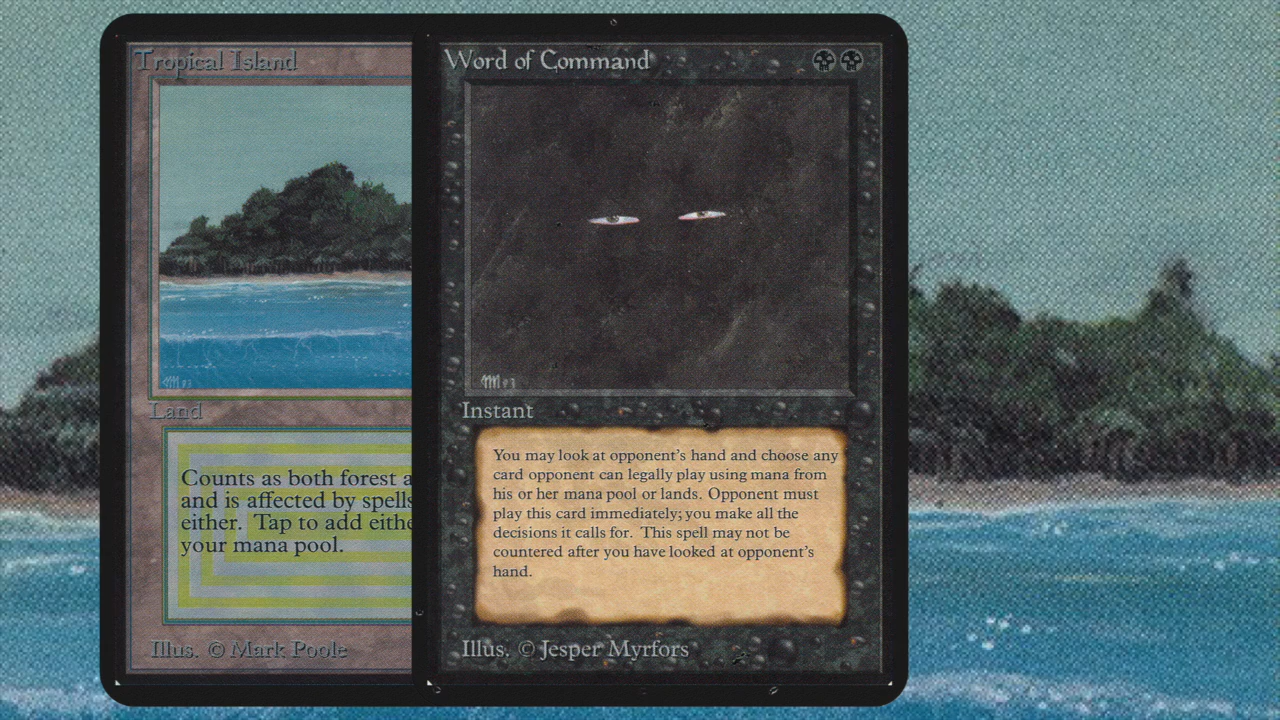 Tropical Island
Land
Counts as both forest a
and is affected by spells
either. Tap to add eithe
your mana pool.
Illus. © Mark Poole
Word of Command
Instant
You may look at opponent's hand and choose any
card opponent can legally play using mana from
his or her mana pool or lands. Opponent must
play this card immediately; you make all the
decisions it calls for. This spell may not be
countered after you have looked at opponent's
hand.
Illus. © Jesper Myrfors